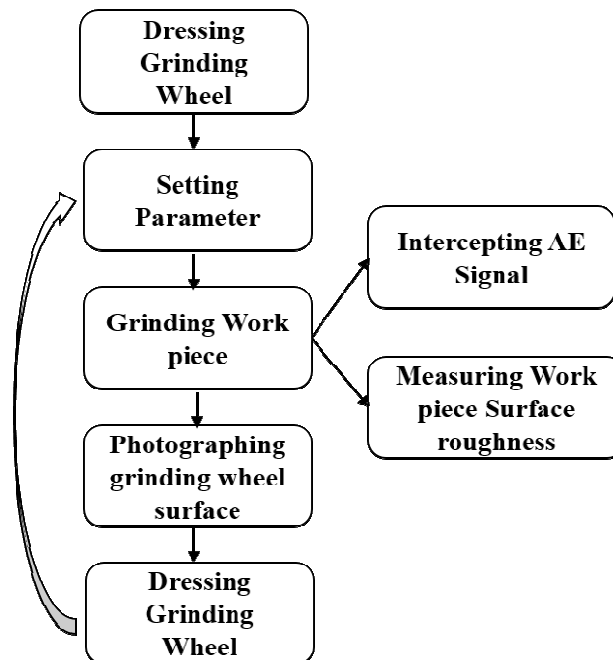 Dressing
Grinding
Wheel
Setting
Parameter
Intercepting AE
Signal
Grinding Work
piece
Measuring Work
piece Surface
roughness
Photographing
grinding wheel
surface
Dressing
Grinding
Wheel